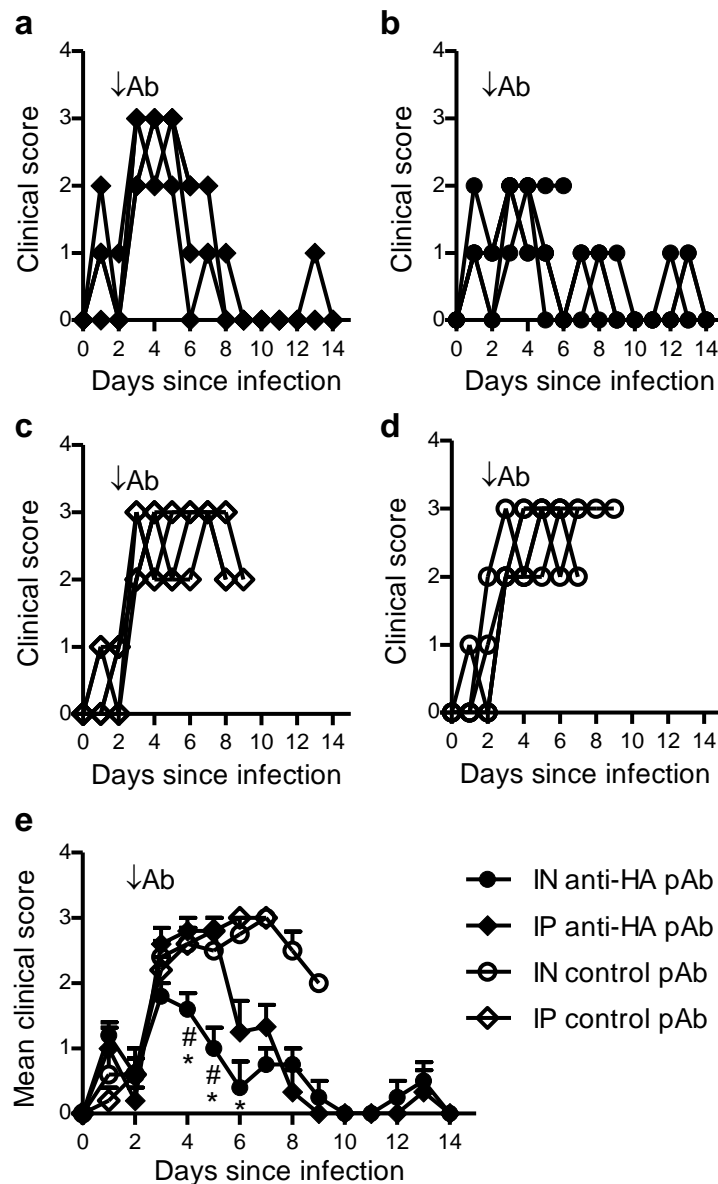 a
4
3
2
1
0
↓Ab
Clinical score
0 2 4 6 8 10 12 14
Days since infection
b
4
3
2
1
0
↓Ab
Clinical score
0 2 4 6 8 10 12 14
Days since infection
c
4
3
2
1
0
↓Ab
Clinical score
0 2 4 6 8 10 12 14
Days since infection
d
4
3
2
1
0
↓Ab
Clinical score
0 2 4 6 8 10 12 14
Days since infection
e
4
3
2
1
0
↓Ab
Mean clinical score
#
*
#
*
*
0 2 4 6 8 10 12 14
Days since infection
IN anti-HA pAb
IP anti-HA pAb
IN control pAb
IP control pAb